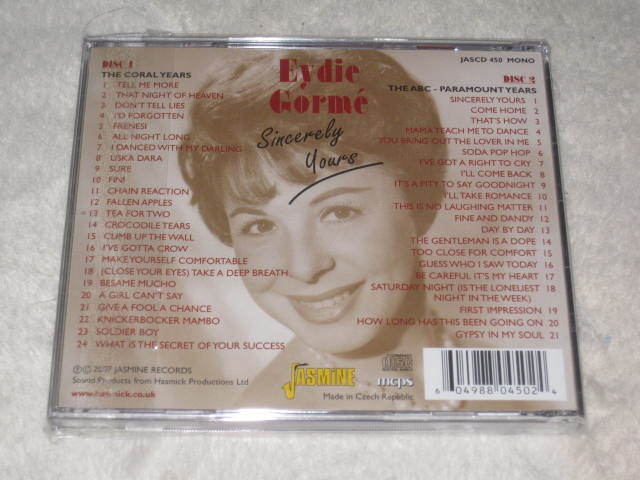 JASCD 450 MONO
Eydie
Gormé
Sincerely
Yours
DISC 1
THE CORAL YEARS
1 TELL ME MORE
2 THAT NIGHT OF HEAVEN
3 DON'T TELL LIES
4 I'D FORGOTTEN
5 FRENESI
6 ALL NIGHT LONG
7 I DANCED WITH MY DARLING
8 USKA DARA
9 SURE
10 FINI
11 CHAIN REACTION
12 FALLEN APPLES
13 TEA FOR TWO
14 CROCODILE TEARS
15 CLIMB UP THE WALL
16 I'VE GOTTA CROW
17 MAKE YOURSELF COMFORTABLE
18 (CLOSE YOUR EYES) TAKE A DEEP BREATH
19 BESAME MUCHO
20 A GIRL CAN'T SAY
21 GIVE A FOOL A CHANCE
22 KNICKERBOCKER MAMBO
23 SOLDIER BOY
24 WHAT IS THE SECRET OF YOUR SUCCESS
DISC 2
THE ABC - PARAMOUNT YEARS
SINCERELY YOURS 1
COME HOME 2
THAT'S HOW 3
MAMA TEACH ME TO DANCE 4
YOU BRING OUT THE LOVER IN ME 5
SODA POP HOP 6
I'VE GOT A RIGHT TO CRY 7
I'LL COME BACK 8
IT'S A PITY TO SAY GOODNIGHT 9
I'LL TAKE ROMANCE 10
THIS IS NO LAUGHING MATTER 11
FINE AND DANDY 12
DAY BY DAY 13
THE GENTLEMAN IS A DOPE 14
TOO CLOSE FOR COMFORT 15
GUESS WHO I SAW TODAY 16
BE CAREFUL IT'S MY HEART 17
SATURDAY NIGHT (IS THE LONELIEST 18
NIGHT IN THE WEEK)
FIRST IMPRESSION 19
HOW LONG HAS THIS BEEN GOING ON 20
GYPSY IN MY SOUL 21
℗© 2007 JASMINE RECORDS
Sound Products from Hasmick Productions Ltd
www.hasmick.co.uk
JASMINE
COMPACT disc DIGITAL AUDIO
mcps
Made in Czech Republic
6 04988 04502 4